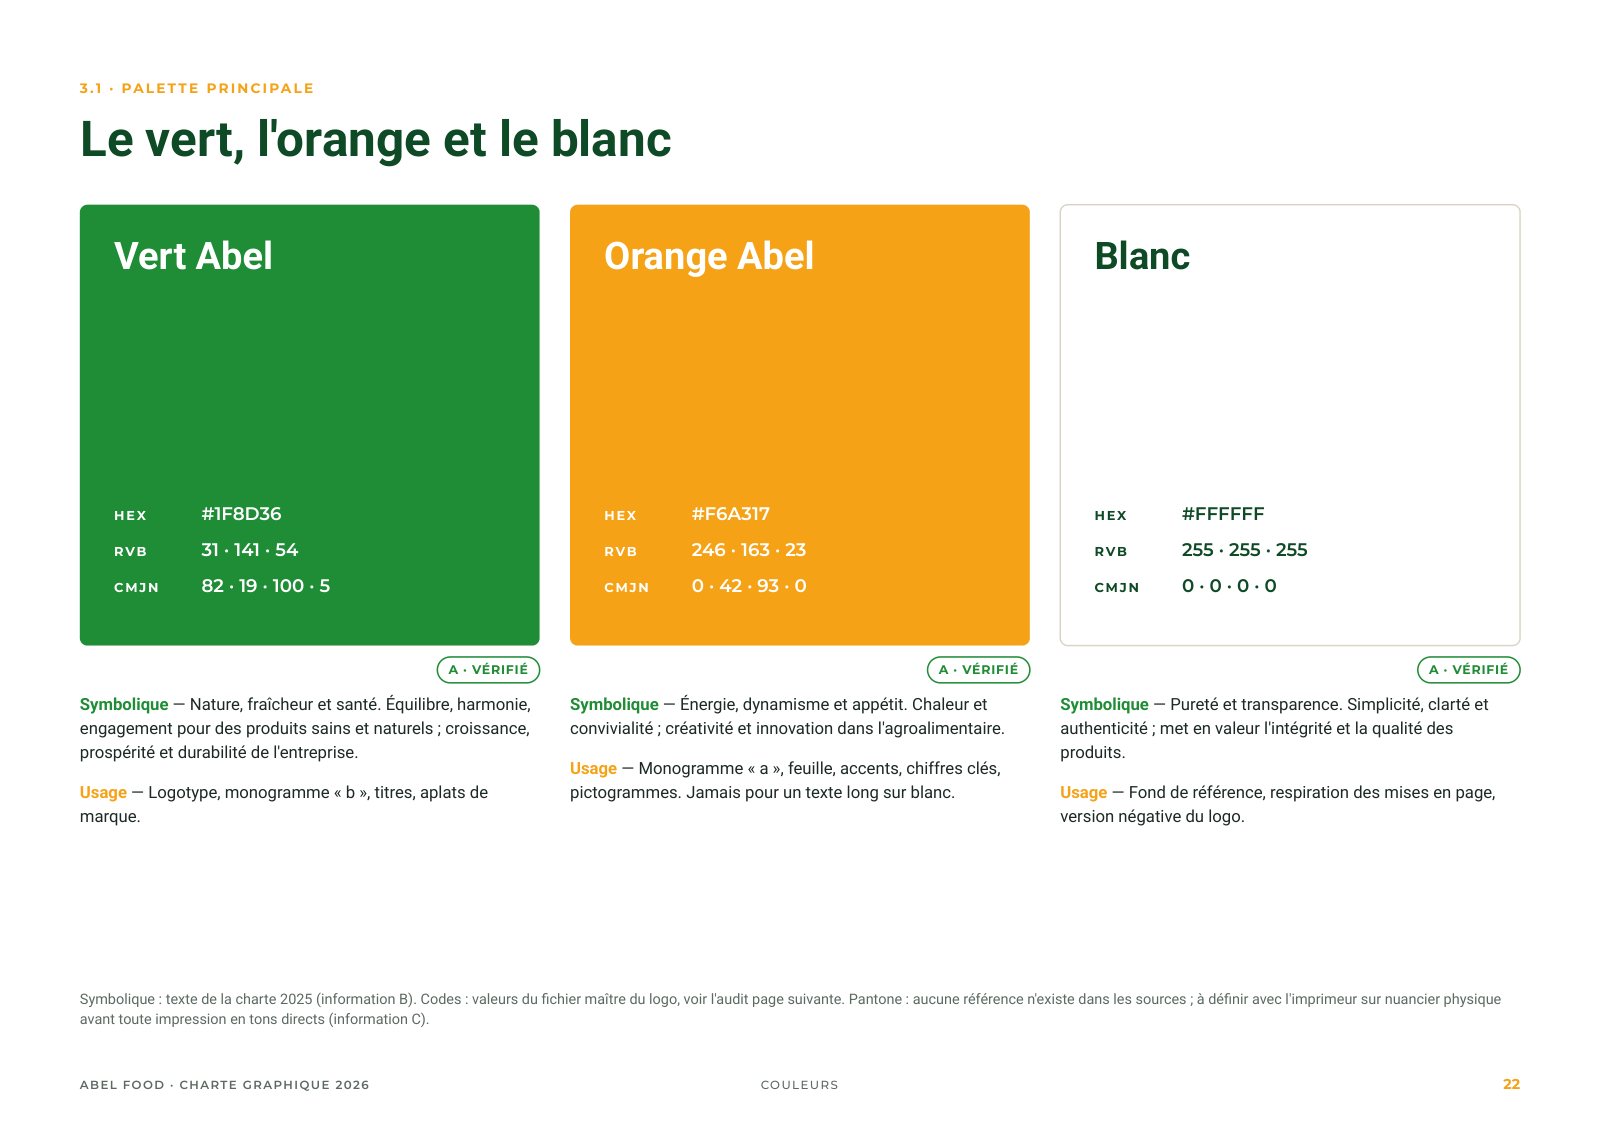 3.1 · PALETTE PRINCIPALE
Le vert, l'orange et le blanc
Vert Abel
HEX #1F8D36
RVB 31 · 141 · 54
CMJN 82 · 19 · 100 · 5
A · VÉRIFIÉ
Symbolique — Nature, fraîcheur et santé. Équilibre, harmonie,
engagement pour des produits sains et naturels ; croissance,
prospérité et durabilité de l'entreprise.
Usage — Logotype, monogramme « b », titres, aplats de
marque.
Orange Abel
HEX #F6A317
RVB 246 · 163 · 23
CMJN 0 · 42 · 93 · 0
A · VÉRIFIÉ
Symbolique — Énergie, dynamisme et appétit. Chaleur et
convivialité ; créativité et innovation dans l'agroalimentaire.
Usage — Monogramme « a », feuille, accents, chiffres clés,
pictogrammes. Jamais pour un texte long sur blanc.
Blanc
HEX #FFFFFF
RVB 255 · 255 · 255
CMJN 0 · 0 · 0 · 0
A · VÉRIFIÉ
Symbolique — Pureté et transparence. Simplicité, clarté et
authenticité ; met en valeur l'intégrité et la qualité des
produits.
Usage — Fond de référence, respiration des mises en page,
version négative du logo.
Symbolique : texte de la charte 2025 (information B). Codes : valeurs du fichier maître du logo, voir l'audit page suivante. Pantone : aucune référence n'existe dans les sources ; à définir avec l'imprimeur sur nuancier physique
avant toute impression en tons directs (information C).
ABEL FOOD · CHARTE GRAPHIQUE 2026
COULEURS
22